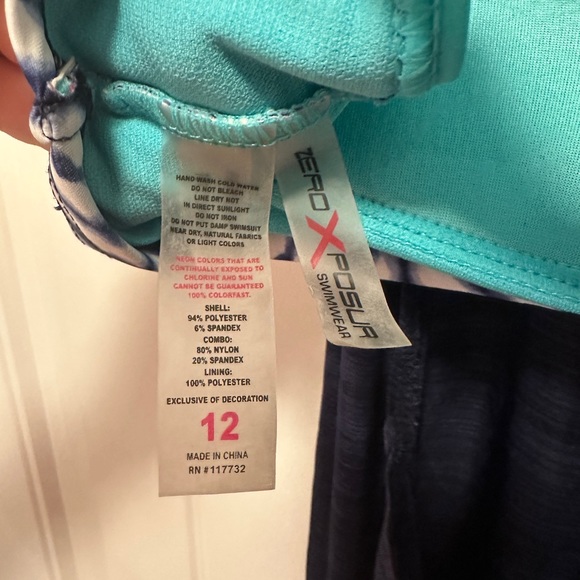 HAND WASH COLD WATER
DO NOT BLEACH
LINE DRY NOT
IN DIRECT SUNLIGHT
DO NOT IRON
DO NOT PUT DAMP SWIMSUIT
NEAR DRY, NATURAL FABRICS
OR LIGHT COLORS
NEON COLORS THAT ARE
CONTINUALLY EXPOSED TO
CHLORINE AND SUN
CANNOT BE GUARANTEED
100% COLORFAST.
SHELL:
94% POLYESTER
6% SPANDEX
COMBO:
80% NYLON
20% SPANDEX
LINING:
100% POLYESTER
EXCLUSIVE OF DECORATION
12
MADE IN CHINA
RN #117732
ZERO X POSUR
SWIMWEAR